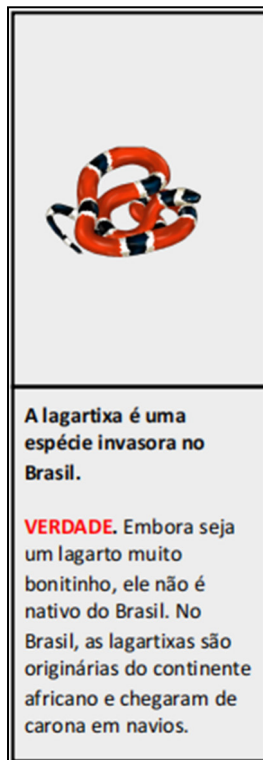 A lagartixa é uma
espécie invasora no
Brasil.
VERDADE. Embora seja
um lagarto muito
bonitinho, ele não é
nativo do Brasil. No
Brasil, as lagartixas são
originárias do continente
africano e chegaram de
carona em navios.